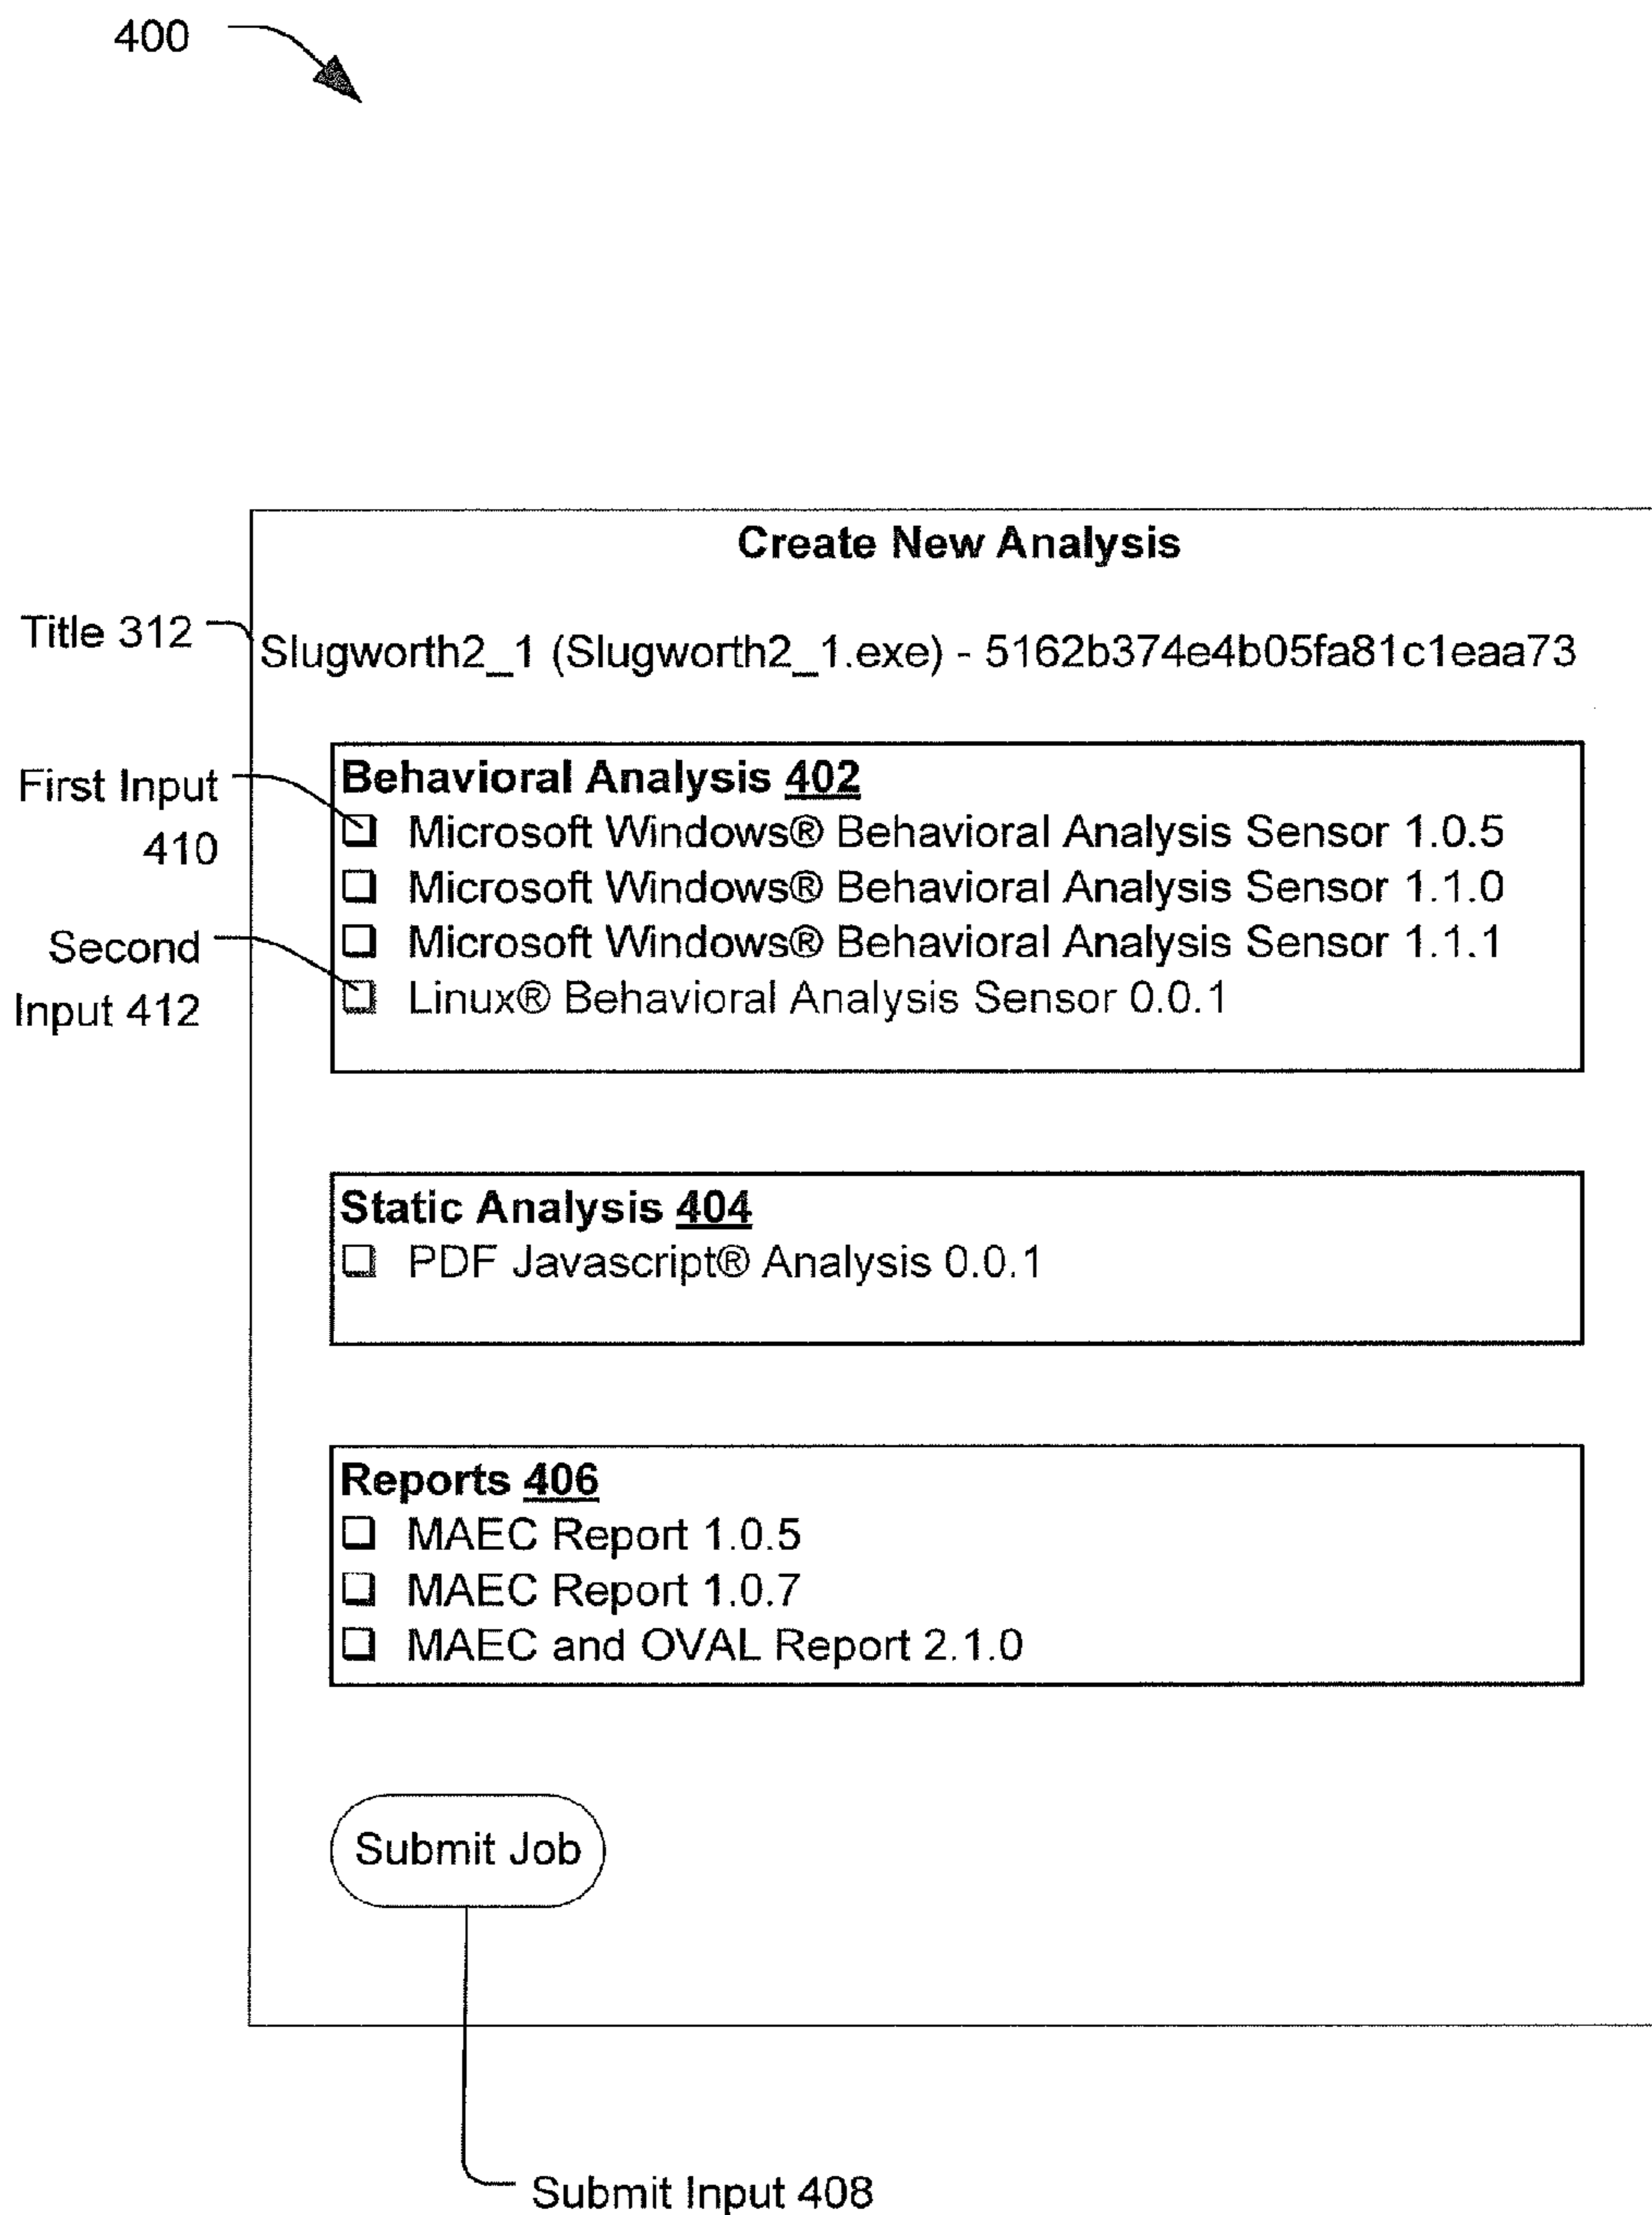 400
Create New Analysis
Title 312
Slugworth2_1 (Slugworth2_1.exe) - 5162b374e4b05fa81c1eaa73
First Input
410
Behavioral Analysis 402
Microsoft Windows® Behavioral Analysis Sensor 1.0.5
Microsoft Windows® Behavioral Analysis Sensor 1.1.0
Microsoft Windows® Behavioral Analysis Sensor 1.1.1
Second
Input 412
Linux® Behavioral Analysis Sensor 0.0.1
Static Analysis 404
PDF Javascript® Analysis 0.0.1
Reports 406
MAEC Report 1.0.5
MAEC Report 1.0.7
MAEC and OVAL Report 2.1.0
Submit Job
Submit Input 408